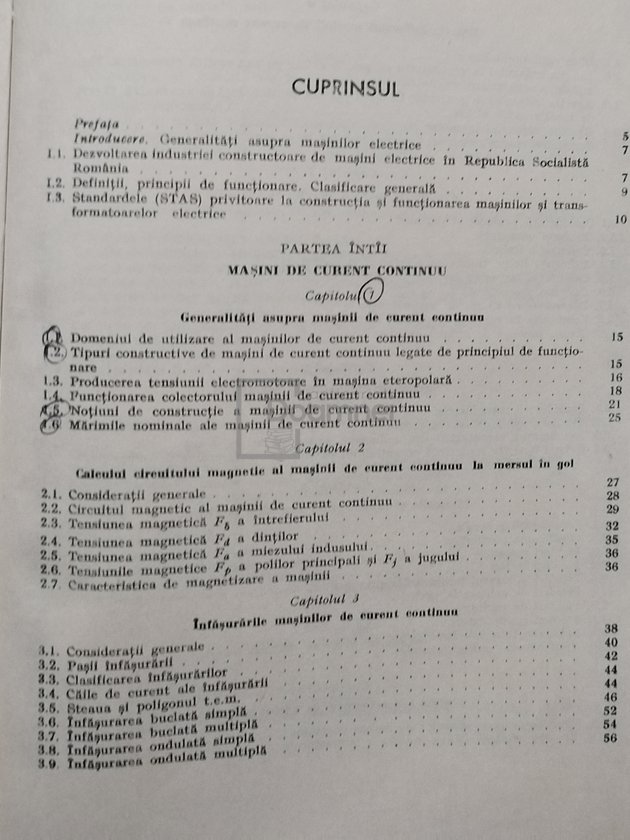 CUPRINSUL
Prefața . . . . . . . . . . 5
Introducere. Generalități asupra mașinilor electrice . . . . . . . . . . 7
I.1. Dezvoltarea industriei constructoare de mașini electrice în Republica Socialistă
România . . . . . . . . . . 7
I.2. Definiții, principii de funcționare. Clasificare generală . . . . . . . . . . 9
I.3. Standardele (STAS) privitoare la construcția și funcționarea mașinilor și trans-
formatoarelor electrice . . . . . . . . . . 10
PARTEA ÎNTÎI
MAȘINI DE CURENT CONTINUU
Capitolul 1
Generalități asupra mașinii de curent continuu
1.1. Domeniul de utilizare al mașinilor de curent continuu . . . . . . . . . . 15
1.2. Tipuri constructive de mașini de curent continuu legate de principiul de funcțio-
nare . . . . . . . . . . 15
1.3. Producerea tensiunii electromotoare în mașina eteropolară . . . . . . . . . . 16
1.4. Funcționarea colectorului mașinii de curent continuu . . . . . . . . . . 18
1.5. Noțiuni de construcție a mașinii de curent continuu . . . . . . . . . . 21
1.6. Mărimile nominale ale mașinii de curent continuu . . . . . . . . . . 25
Capitolul 2
Calculul circuitului magnetic al mașinii de curent continuu la mersul în gol
2.1. Considerații generale . . . . . . . . . . 27
2.2. Circuitul magnetic al mașinii de curent continuu . . . . . . . . . . 28
2.3. Tensiunea magnetică Fδ a întrefierului . . . . . . . . . . 29
2.4. Tensiunea magnetică Fd a dinților . . . . . . . . . . 32
2.5. Tensiunea magnetică Fa a miezului indusului . . . . . . . . . . 35
2.6. Tensiunile magnetice Fp a polilor principali și Fj a jugului . . . . . . . . . . 36
2.7. Caracteristica de magnetizare a mașinii . . . . . . . . . . 36
Capitolul 3
Înfășurările mașinilor de curent continuu
3.1. Considerații generale . . . . . . . . . . 38
3.2. Pașii înfășurării . . . . . . . . . . 40
3.3. Clasificarea înfășurărilor . . . . . . . . . . 42
3.4. Căile de curent ale înfășurării . . . . . . . . . . 44
3.5. Steaua și poligonul t.e.m. . . . . . . . . . . 44
3.6. Înfășurarea buclată simplă . . . . . . . . . . 46
3.7. Înfășurarea buclată multiplă . . . . . . . . . . 52
3.8. Înfășurarea ondulată simplă . . . . . . . . . . 54
3.9. Înfășurarea ondulată multiplă . . . . . . . . . . 56